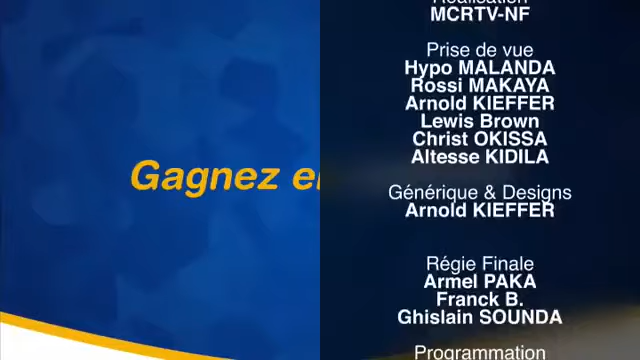 Gagnez
MCRTV-NF
Prise de vue
Hypo MALANDA
Rossi MAKAYA
Arnold KIEFFER
Lewis Brown
Christ OKISSA
Altesse KIDILA
Générique & Designs
Arnold KIEFFER
Régie Finale
Armel PAKA
Franck B.
Ghislain SOUNDA
Programmation